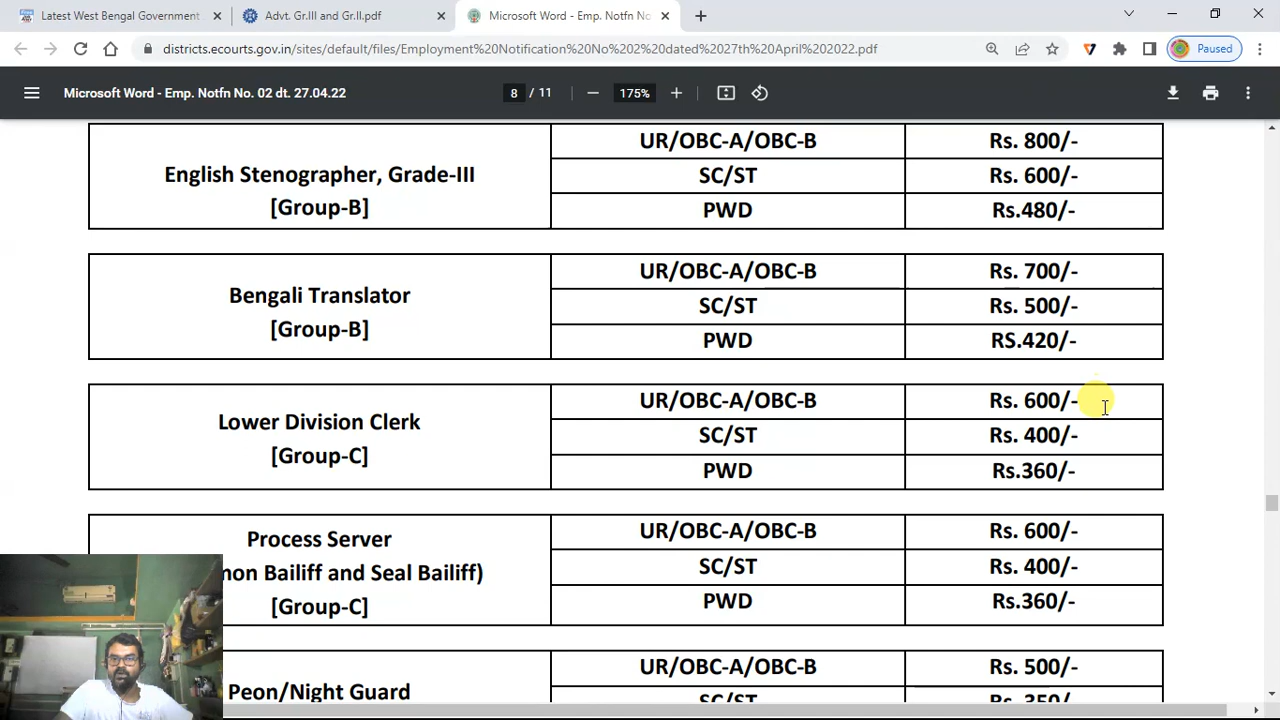 Latest West Bengal Government
Advt. Gr.III and Gr.II.pdf
Microsoft Word - Emp. Notfn No
districts.ecourts.gov.in/sites/default/files/Employment%20Notification%20No%202%20dated%2027th%20April%202022.pdf
Paused
Microsoft Word - Emp. Notfn No. 02 dt. 27.04.22
8 / 11
175%
English Stenographer, Grade-III
[Group-B]
UR/OBC-A/OBC-B Rs. 800/-
SC/ST Rs. 600/-
PWD Rs.480/-
Bengali Translator
[Group-B]
UR/OBC-A/OBC-B Rs. 700/-
SC/ST Rs. 500/-
PWD RS.420/-
Lower Division Clerk
[Group-C]
UR/OBC-A/OBC-B Rs. 600/-
SC/ST Rs. 400/-
PWD Rs.360/-
Process Server
Bailiff and Seal Bailiff)
[Group-C]
UR/OBC-A/OBC-B Rs. 600/-
SC/ST Rs. 400/-
PWD Rs.360/-
Peon/Night Guard
UR/OBC-A/OBC-B Rs. 500/-
SC/ST Rs. 350/